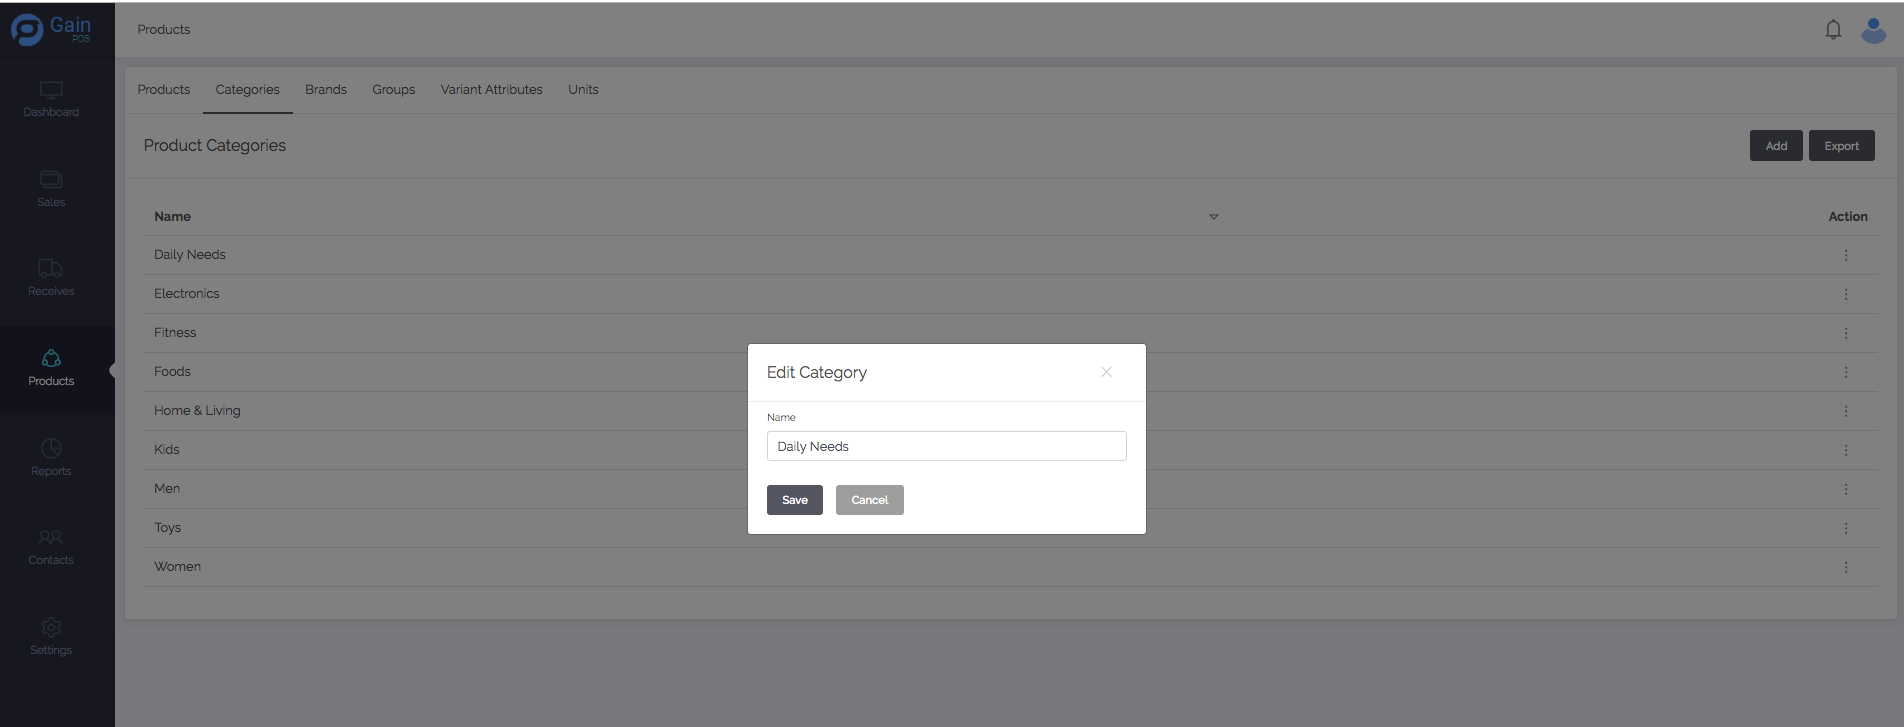 Gain
POS
Products
Dashboard
Sales
Receives
Products
Reports
Contacts
Settings
Products Categories Brands Groups Variant Attributes Units
Product Categories
Add Export
Name Action
Daily Needs
Electronics
Fitness
Foods
Home & Living
Kids
Men
Toys
Women
Edit Category
Name
Daily Needs
Save Cancel